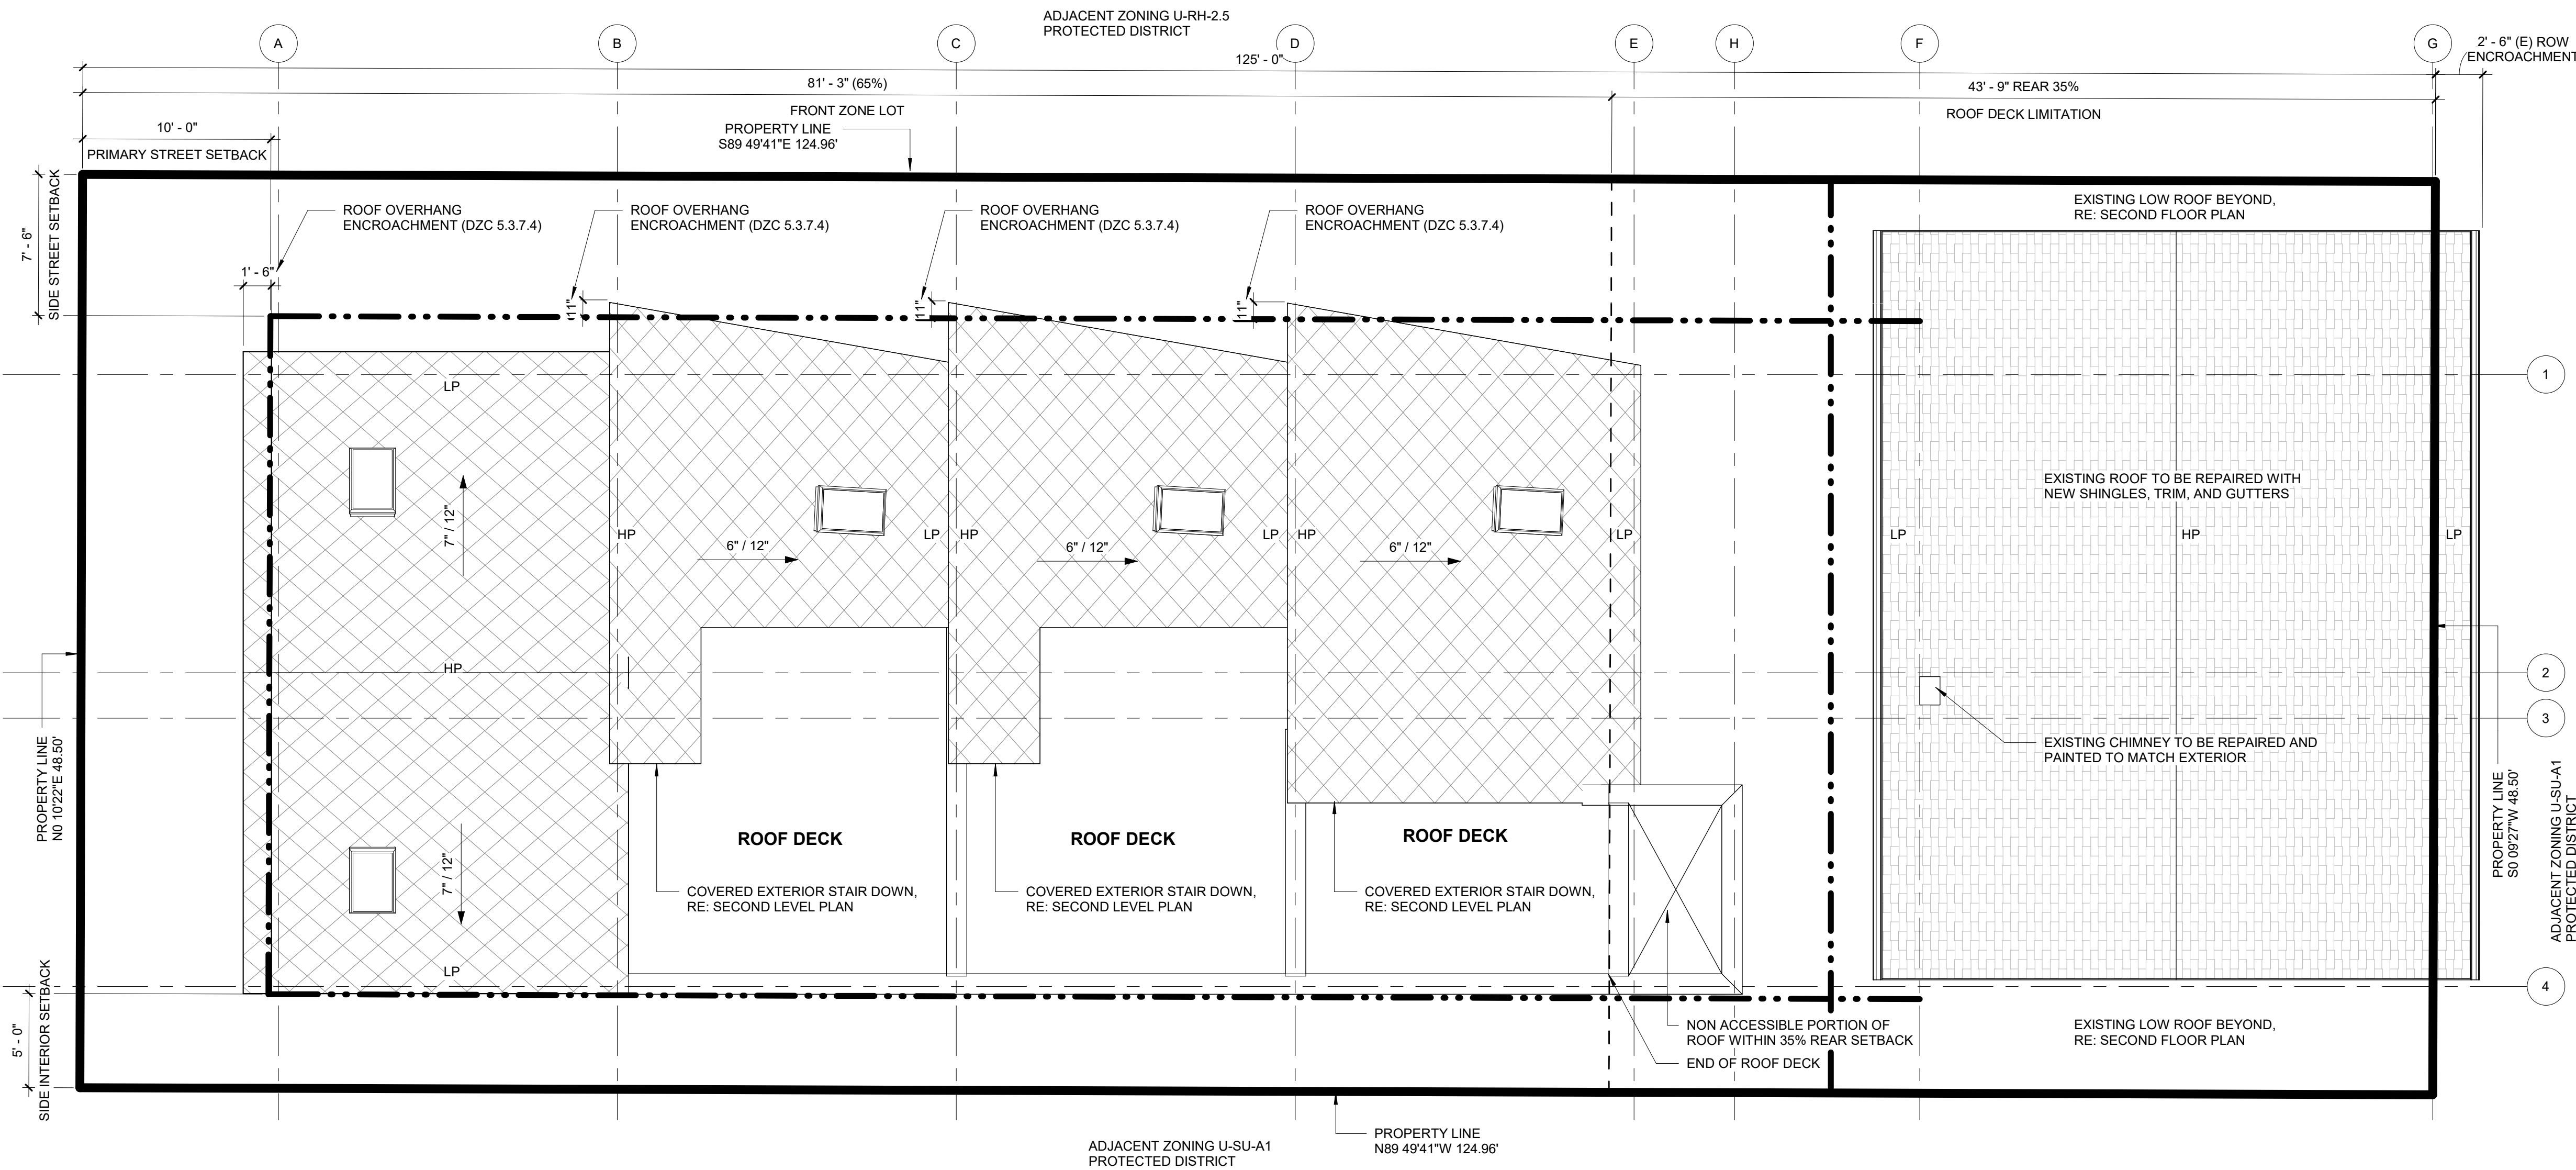 ADJACENT ZONING U-RH-2.5
PROTECTED DISTRICT
A
B
C
D
E
H
F
G
2' - 6" (E) ROW
ENCROACHMENT
125' - 0"
81' - 3" (65%)
43' - 9" REAR 35%
FRONT ZONE LOT
ROOF DECK LIMITATION
10' - 0"
PRIMARY STREET SETBACK
PROPERTY LINE
S89 49'41"E 124.96'
7' - 6"
SIDE STREET SETBACK
ROOF OVERHANG
ENCROACHMENT (DZC 5.3.7.4)
ROOF OVERHANG
ENCROACHMENT (DZC 5.3.7.4)
ROOF OVERHANG
ENCROACHMENT (DZC 5.3.7.4)
ROOF OVERHANG
ENCROACHMENT (DZC 5.3.7.4)
EXISTING LOW ROOF BEYOND,
RE: SECOND FLOOR PLAN
1' - 6"
11"
11"
11"
LP
1
7" / 12"
HP
6" / 12"
LP
HP
6" / 12"
LP
HP
6" / 12"
LP
EXISTING ROOF TO BE REPAIRED WITH
NEW SHINGLES, TRIM, AND GUTTERS
LP
HP
LP
HP
2
3
PROPERTY LINE
N0 10'22"E 48.50'
EXISTING CHIMNEY TO BE REPAIRED AND
PAINTED TO MATCH EXTERIOR
PROPERTY LINE
S0 09'27"W 48.50'
ADJACENT ZONING U-SU-A1
PROTECTED DISTRICT
7" / 12"
ROOF DECK
ROOF DECK
ROOF DECK
COVERED EXTERIOR STAIR DOWN,
RE: SECOND LEVEL PLAN
COVERED EXTERIOR STAIR DOWN,
RE: SECOND LEVEL PLAN
COVERED EXTERIOR STAIR DOWN,
RE: SECOND LEVEL PLAN
LP
4
5' - 0"
SIDE INTERIOR SETBACK
NON ACCESSIBLE PORTION OF
ROOF WITHIN 35% REAR SETBACK
END OF ROOF DECK
EXISTING LOW ROOF BEYOND,
RE: SECOND FLOOR PLAN
ADJACENT ZONING U-SU-A1
PROTECTED DISTRICT
PROPERTY LINE
N89 49'41"W 124.96'